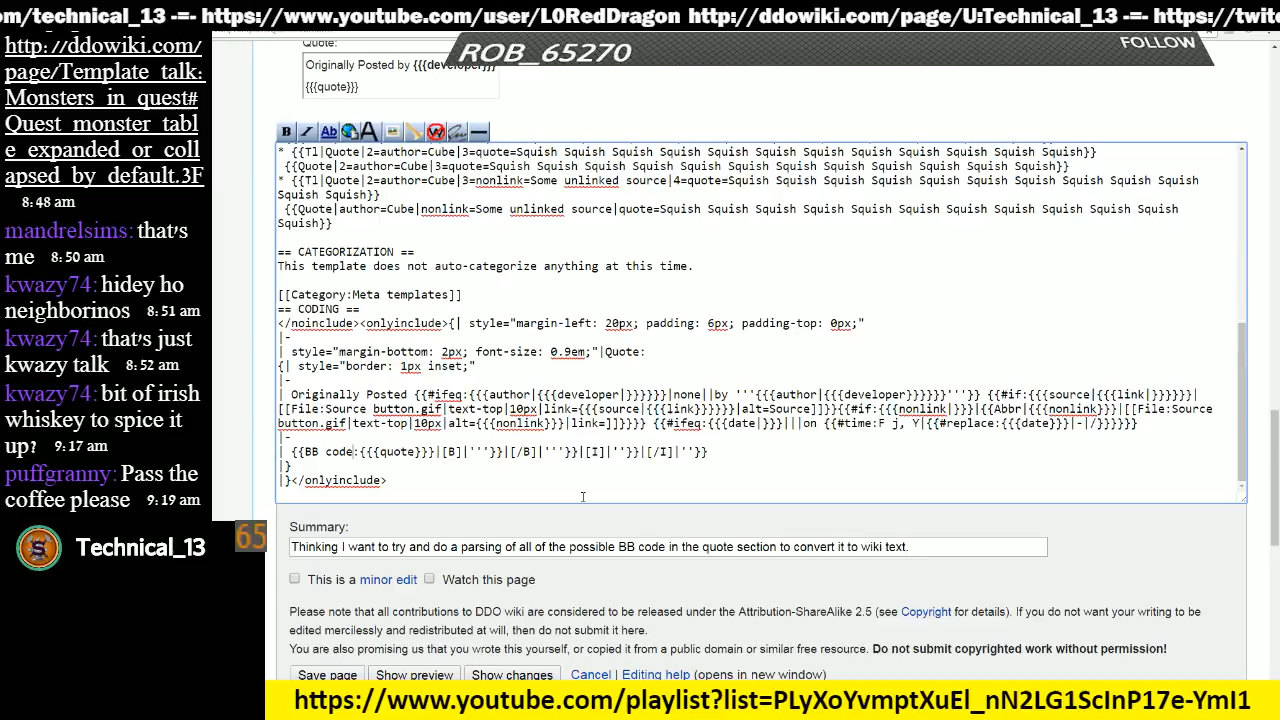 om/technical_13 -=- https://www.youtube.com/user/L0RedDragon http://ddowiki.com/page/U:Technical_13 -=- https://twit
http://ddowiki.com/
page/Template_talk:
Monsters_in_quest#
Quest_monster_tabl
e_expanded_or_coll
apsed_by_default.3F
8:48 am
mandrelsims: that's
me 8:50 am
kwazy74: hidey ho
neighborinos 8:51 am
kwazy74: that's just
kwazy talk 8:52 am
kwazy74: bit of irish
whiskey to spice it
up? 9:17 am
puffgranny: Pass the
coffee please 9:19 am
Technical_13
65
ROB_65270
FOLLOW
Quote:
Originally Posted by {{{developer}}}
{{{quote}}}
B I Ab A W
* {{Tl|Quote|2=author=Cube|3=quote=Squish Squish Squish Squish Squish Squish Squish Squish Squish Squish Squish Squish}}
{{Quote|2=author=Cube|3=quote=Squish Squish Squish Squish Squish Squish Squish Squish Squish Squish Squish Squish}}
* {{Tl|Quote|2=author=Cube|3=nonlink=Some unlinked source|4=quote=Squish Squish Squish Squish Squish Squish Squish Squish Squish Squish
Squish Squish}}
{{Quote|author=Cube|nonlink=Some unlinked source|quote=Squish Squish Squish Squish Squish Squish Squish Squish Squish Squish
Squish}}
== CATEGORIZATION ==
This template does not auto-categorize anything at this time.
[[Category:Meta templates]]
== CODING ==
</noinclude><onlyinclude>{| style="margin-left: 20px; padding: 6px; padding-top: 0px;"
|-
| style="margin-bottom: 2px; font-size: 0.9em;"|Quote:
{| style="border: 1px inset;"
|-
| Originally Posted {{#ifeq:{{{author|{{{developer|}}}}}}|none||by '''{{{author|{{{developer|}}}}}}'''}} {{#if:{{{source|{{{link|}}}}}}|
[[File:Source button.gif|text-top|10px|link={{{source|{{{link}}}}}}|alt=Source]]}}{{#if:{{{nonlink|}}}|{{Abbr|{{{nonlink}}}|[[File:Source
button.gif|text-top|10px|alt={{{nonlink}}}|link=]]}}}} {{#ifeq:{{{date|}}}|||on {{#time:F j, Y|{{#replace:{{{date}}}|-|/}}}}}}
|-
| {{BB code:{{{quote}}}|[B]|'''}}|[/B]|'''}}|[I]|''}}|[/I]|''}}
|}
|}</onlyinclude>
Summary:
Thinking I want to try and do a parsing of all of the possible BB code in the quote section to convert it to wiki text.
This is a minor edit Watch this page
Please note that all contributions to DDO wiki are considered to be released under the Attribution-ShareAlike 2.5 (see Copyright for details). If you do not want your writing to be
edited mercilessly and redistributed at will, then do not submit it here.
You are also promising us that you wrote this yourself, or copied it from a public domain or similar free resource. Do not submit copyrighted work without permission!
Save page Show preview Show changes Cancel | Editing help (opens in new window)
https://www.youtube.com/playlist?list=PLyXoYvmptXuEl_nN2LG1ScInP17e-YmI1